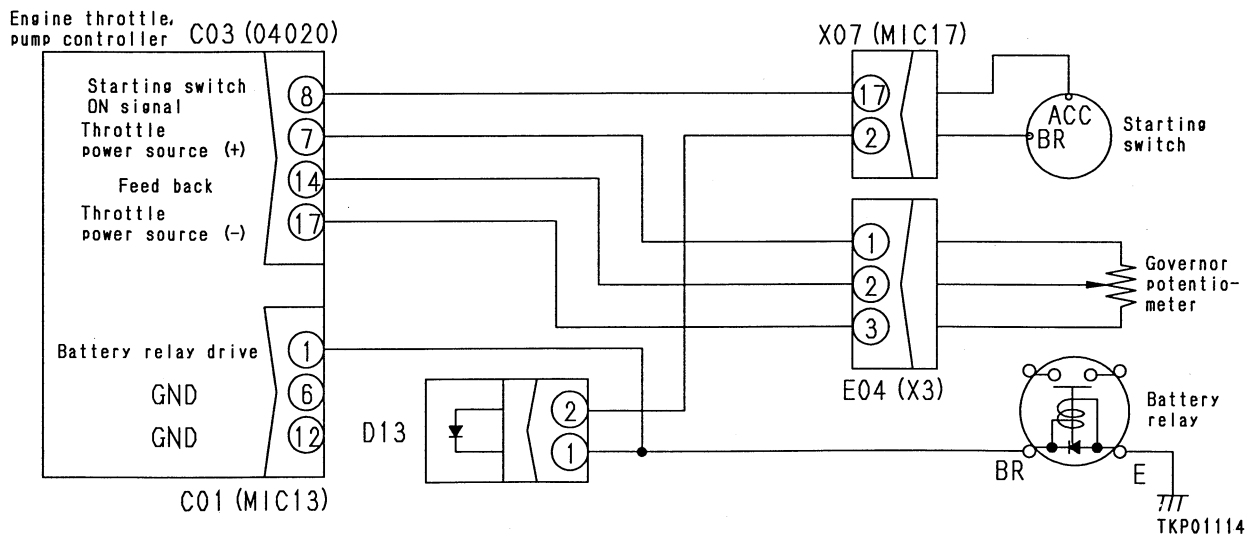 Engine throttle,
pump controller
C03 (04020)
X07 (MIC17)
Starting switch
ON signal
8
17
ACC
BR
Starting
switch
Throttle
power source (+)
7
2
Feed back
14
Throttle
power source (-)
17
1
2
3
Governor
potentio-
meter
E04 (X3)
Battery relay drive
1
GND
6
GND
12
C01 (MIC13)
D13
2
1
Battery
relay
BR
E
TKP01114